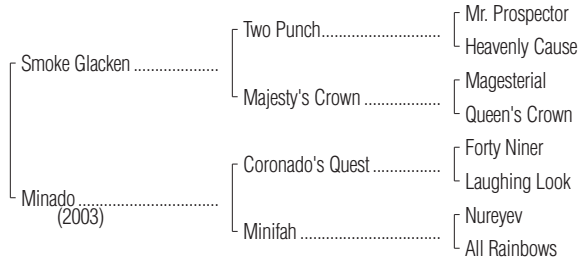 Mr. Prospector
Two Punch
Heavenly Cause
Smoke Glacken
Magesterial
Majesty's Crown
Queen's Crown
Forty Niner
Coronado's Quest
Laughing Look
Minado
(2003)
Nureyev
Minifah
All Rainbows